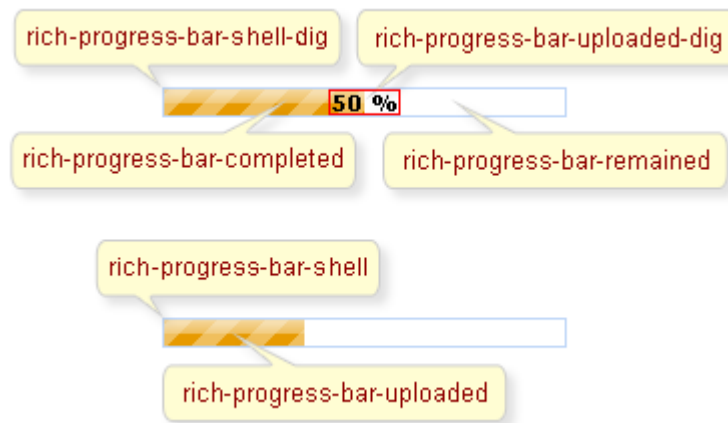 rich-progress-bar-shell-dig
rich-progress-bar-uploaded-dig
50 %
rich-progress-bar-completed
rich-progress-bar-remained
rich-progress-bar-shell
rich-progress-bar-uploaded